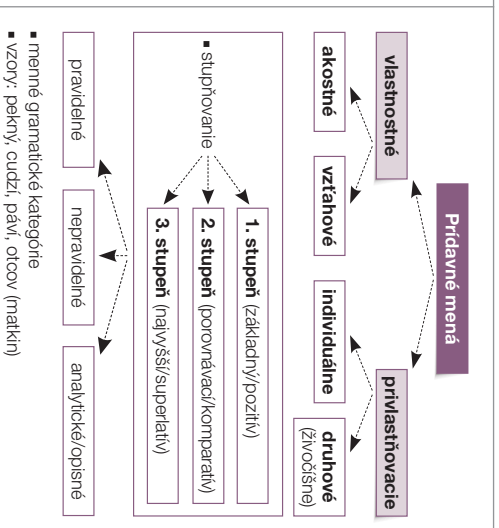 Prídavné mená
vlastnostné
privlastňovacie
akostné
vzťahové
individuálne
druhové
(živočíšne)
▪ stupňovanie
1. stupeň (základný/pozitív)
2. stupeň (porovnávací/komparatív)
3. stupeň (najvyšší/superlatív)
pravidelné
nepravidelné
analytické/opisné
▪ menné gramatické kategórie
▪ vzory: pekný, cudzí, páví, otcov (matkin)